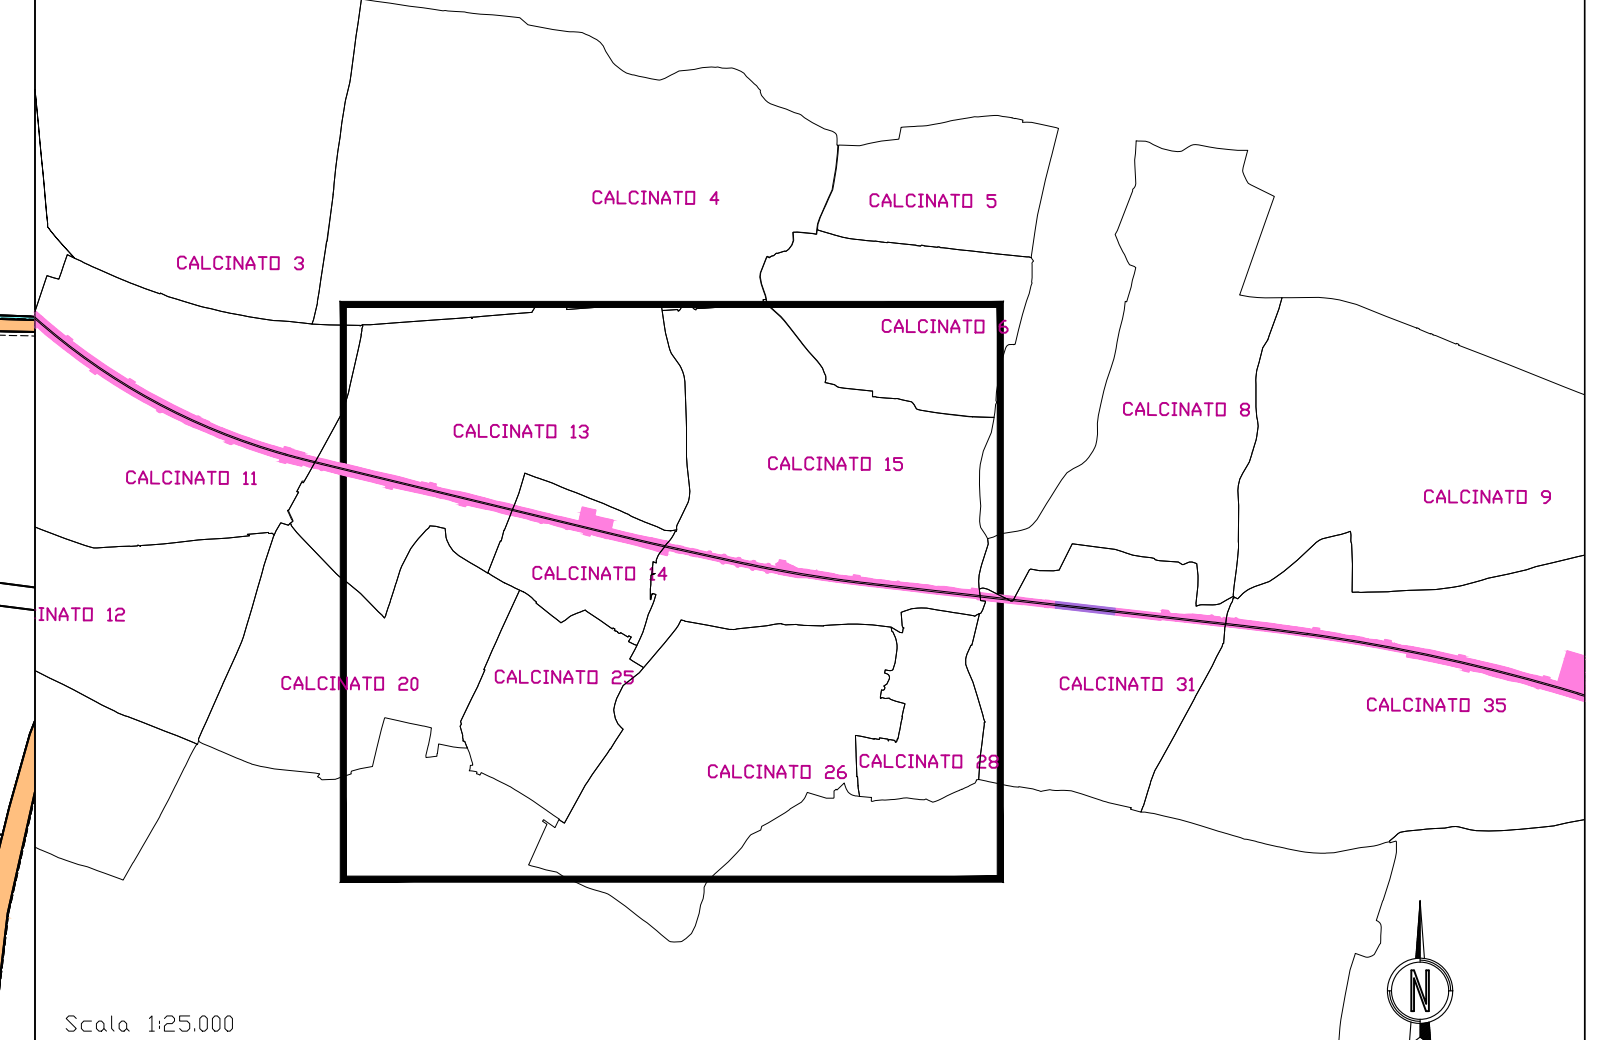 CALCINATO 4
CALCINATO 5
CALCINATO 3
CALCINATO 6
CALCINATO 8
CALCINATO 13
CALCINATO 15
CALCINATO 11
CALCINATO 9
CALCINATO 14
INATO 12
CALCINATO 20
CALCINATO 25
CALCINATO 31
CALCINATO 35
CALCINATO 26
CALCINATO 28
N
Scala 1:25.000